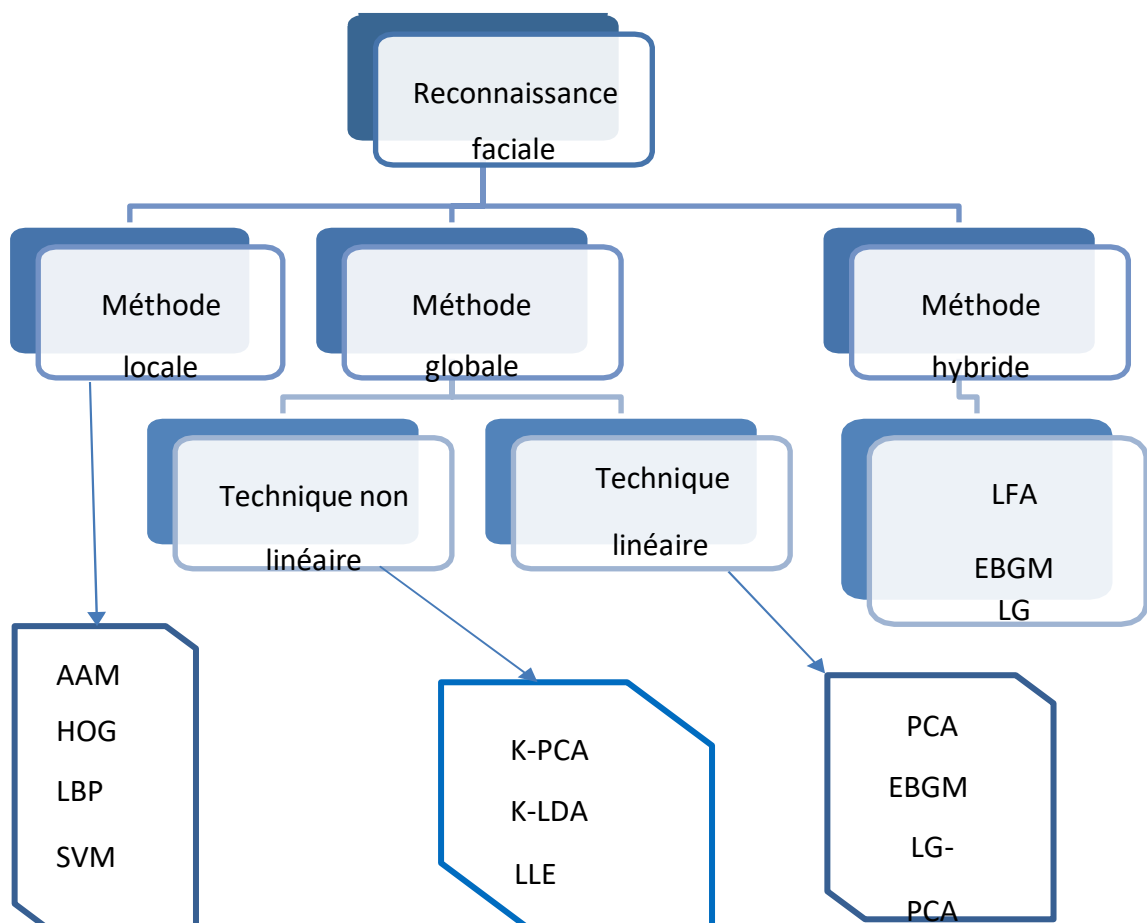 Reconnaissance
faciale
Méthode
locale
Méthode
globale
Méthode
hybride
Technique non
linéaire
Technique
linéaire
LFA
EBGM
LG
AAM
HOG
LBP
SVM
K-PCA
K-LDA
LLE
PCA
EBGM
LG-
PCA